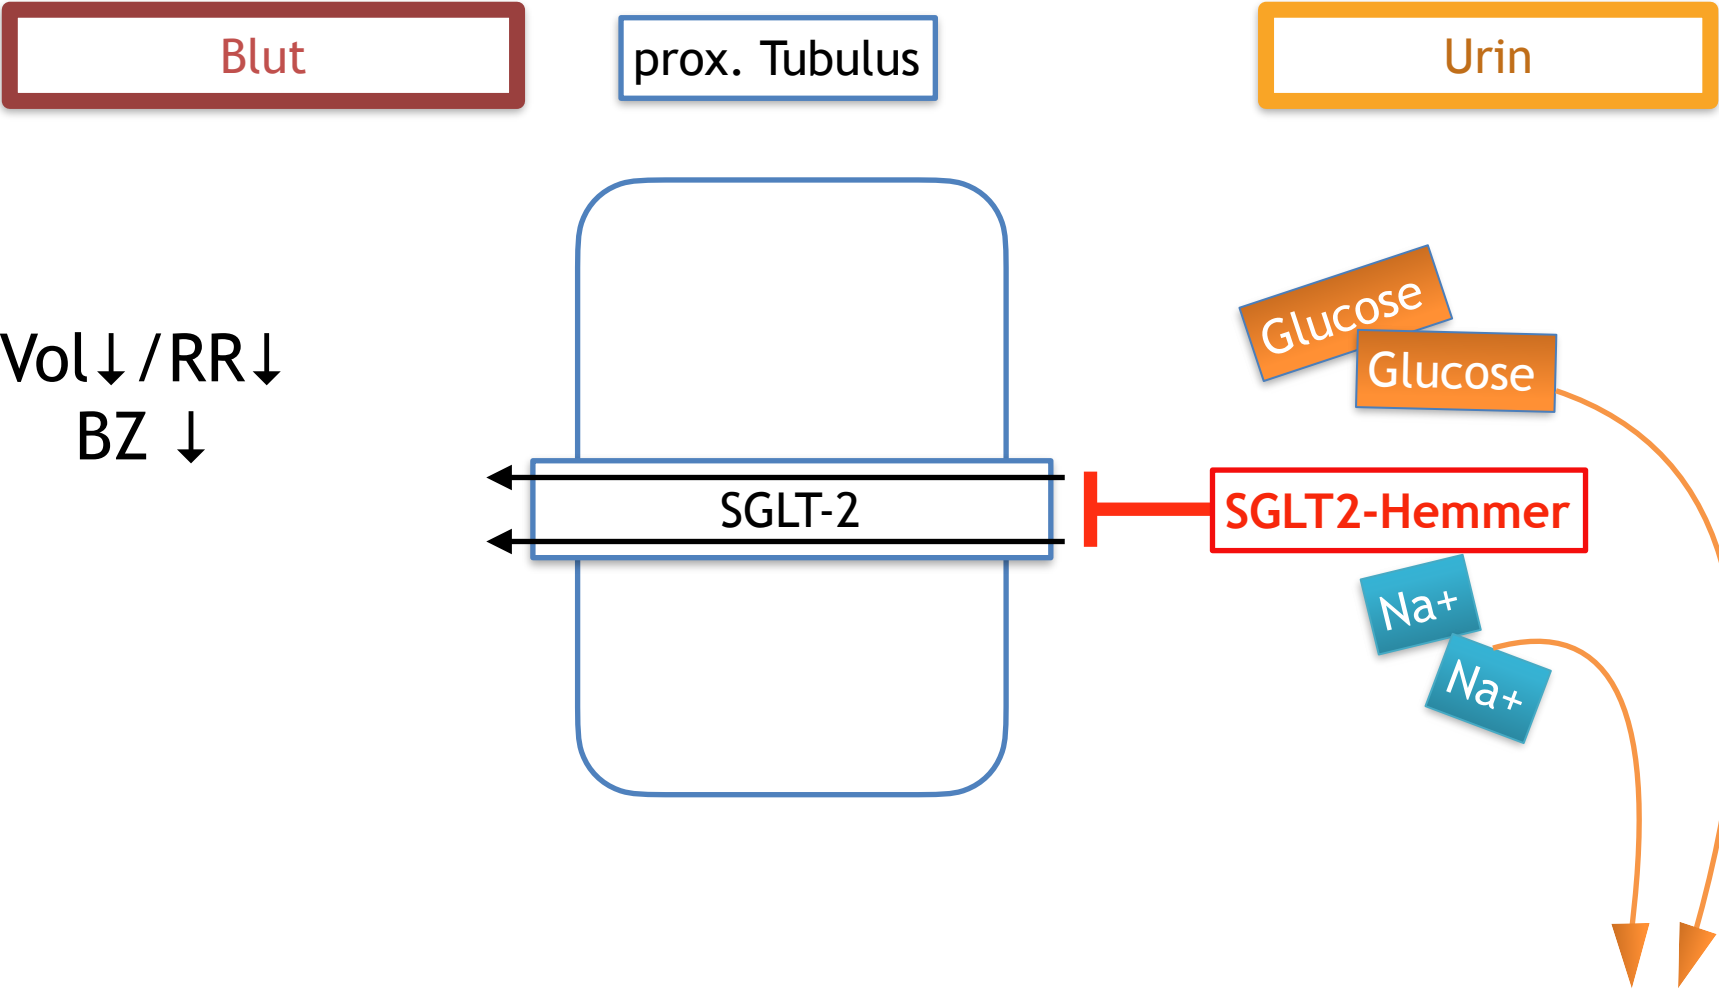 Blut
prox. Tubulus
Urin
Glucose
Glucose
Vol↓/RR↓
BZ ↓
SGLT-2
SGLT2-Hemmer
Na+
Na+